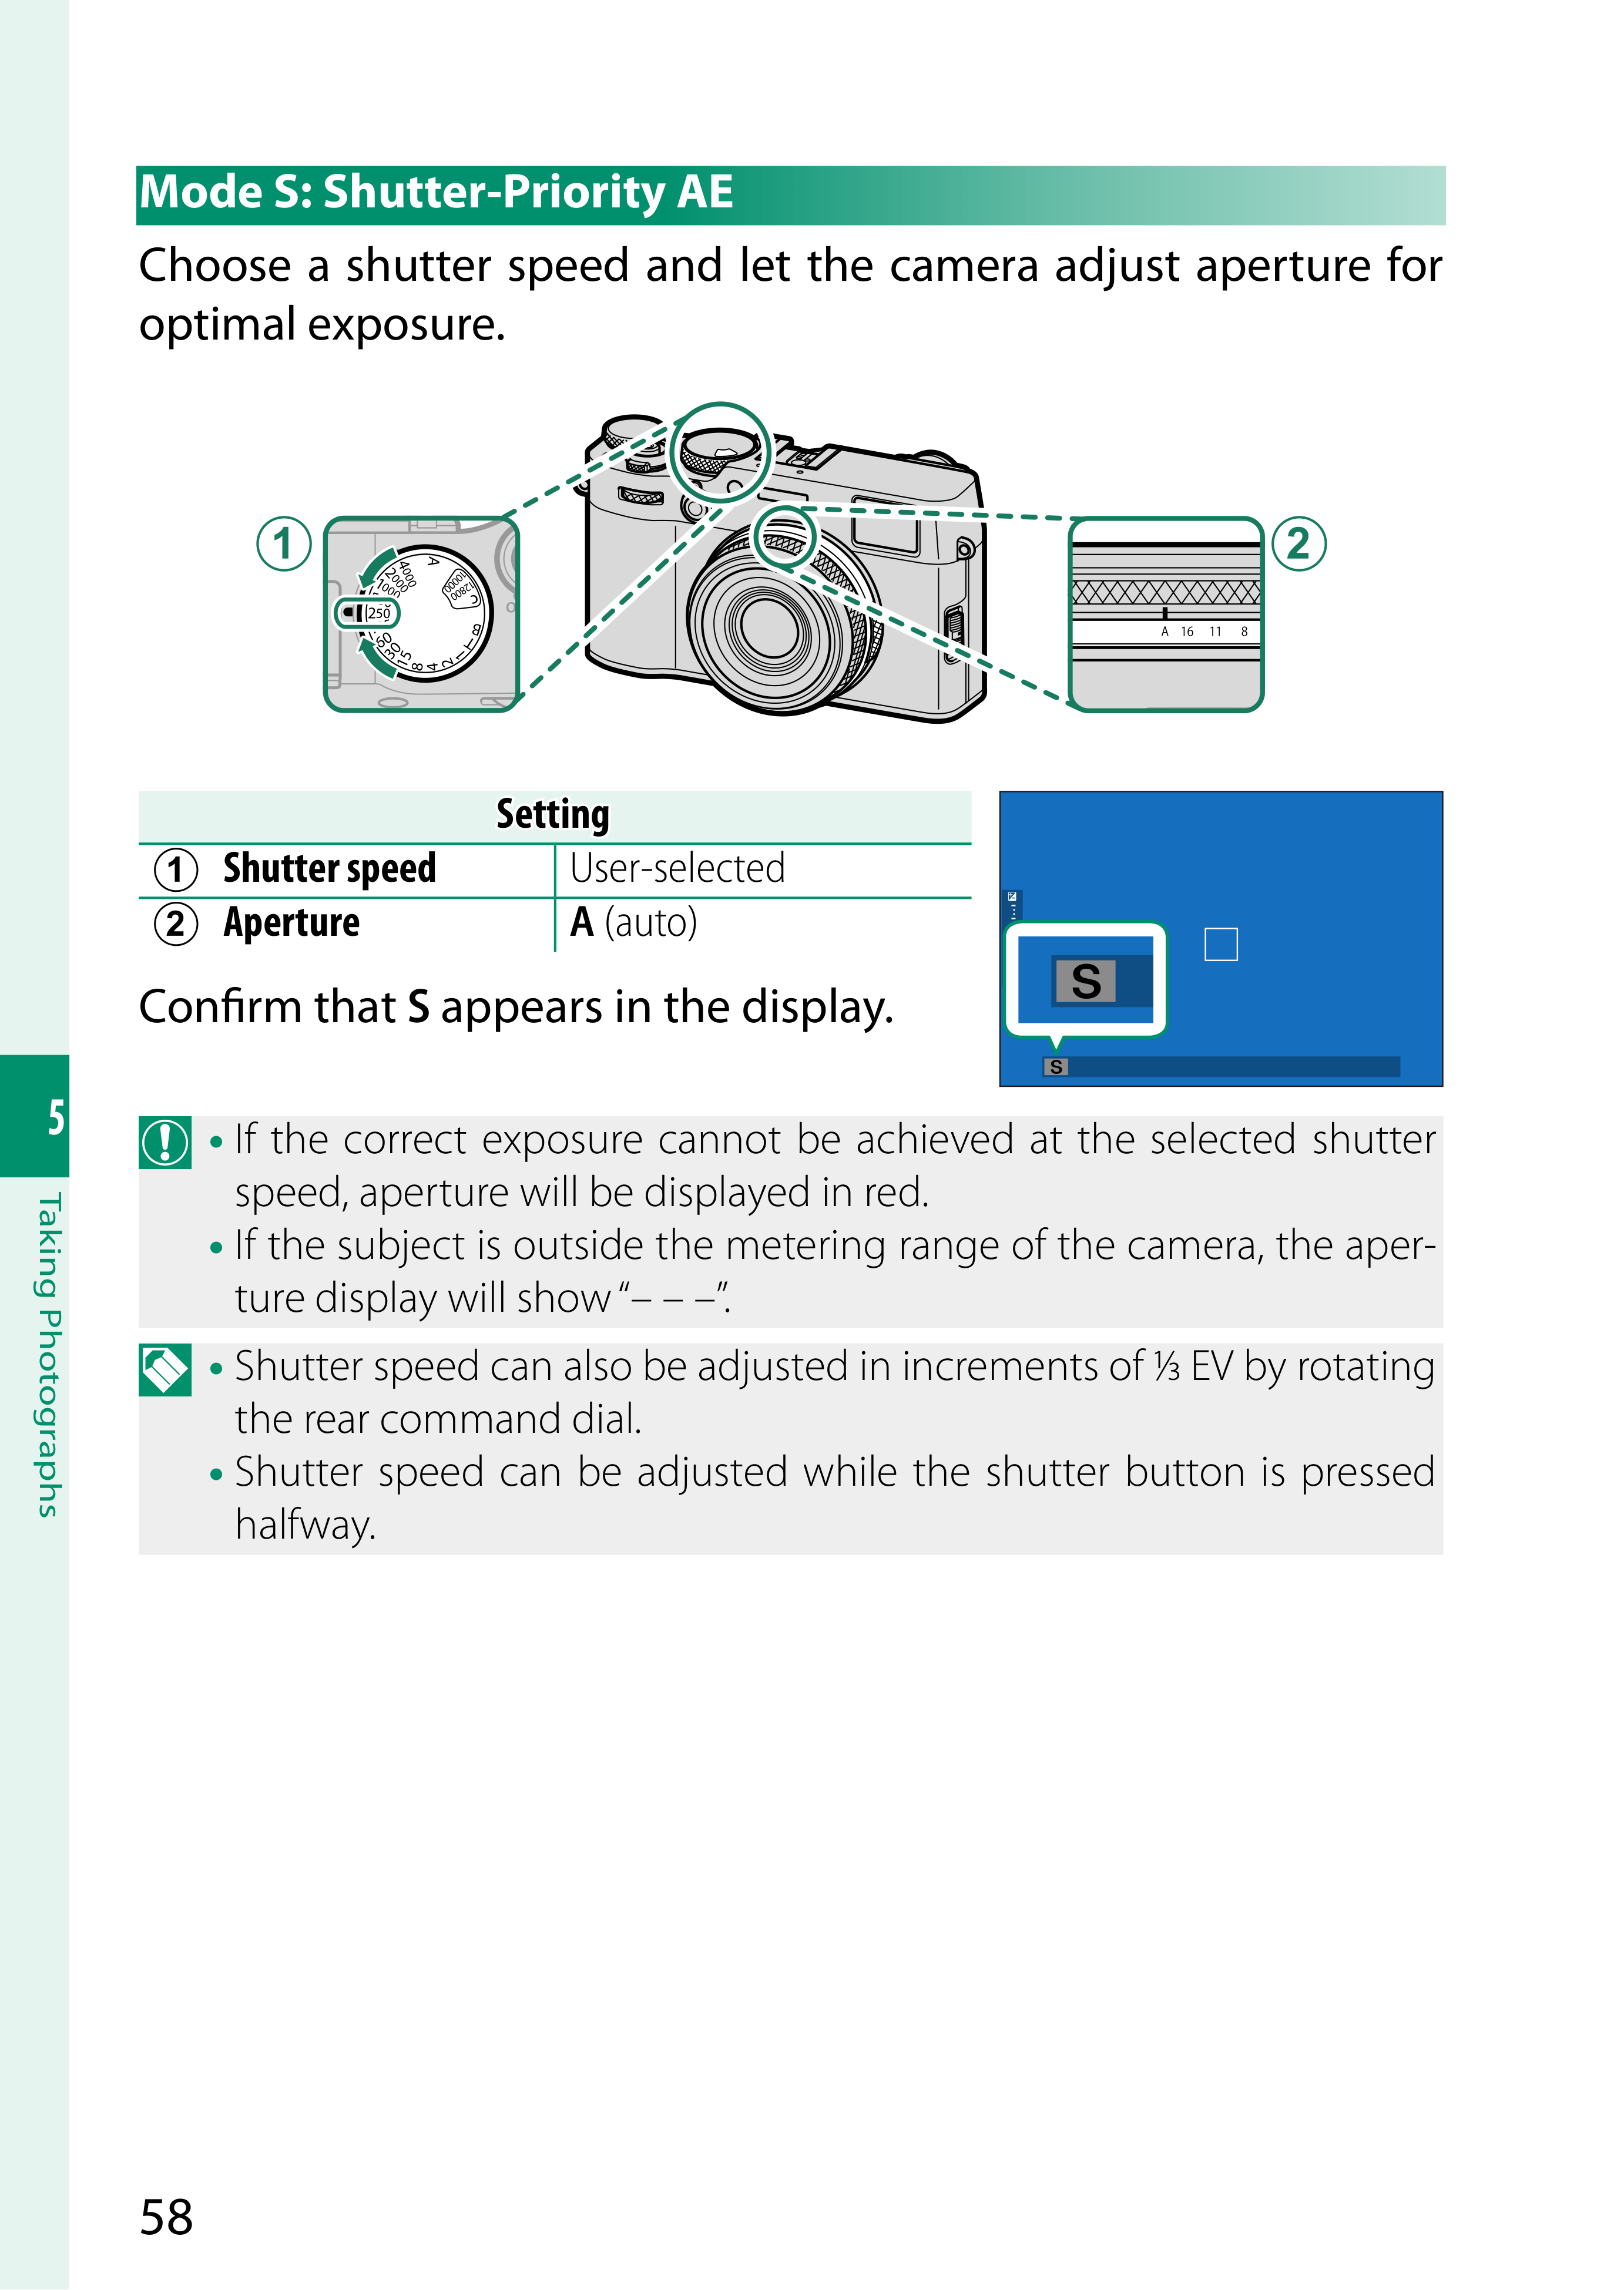 Mode S: Shutter-Priority AE
Choose a shutter speed and let the camera adjust aperture for
optimal exposure.
1
A
4000
2000
1000
250
60
30
15
8
4
2
1
T
B
C
12800
10000
2
A 16 11 8
Setting
1 Shutter speed User-selected
2 Aperture A (auto)
Confirm that S appears in the display.
S
S
• If the correct exposure cannot be achieved at the selected shutter
speed, aperture will be displayed in red.
• If the subject is outside the metering range of the camera, the aper-
ture display will show “– – –”.
• Shutter speed can also be adjusted in increments of ⅓ EV by rotating
the rear command dial.
• Shutter speed can be adjusted while the shutter button is pressed
halfway.
5
Taking Photographs
58